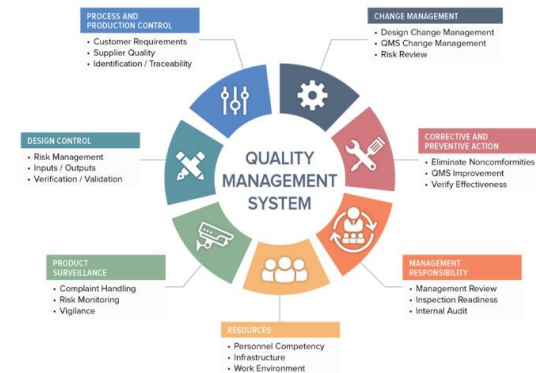 PROCESS AND
PRODUCTION CONTROL
• Customer Requirements
• Supplier Quality
• Identification / Traceability
CHANGE MANAGEMENT
• Design Change Management
• QMS Change Management
• Risk Review
DESIGN CONTROL
• Risk Management
• Inputs / Outputs
• Verification / Validation
QUALITY
MANAGEMENT
SYSTEM
CORRECTIVE AND
PREVENTIVE ACTION
• Eliminate Noncomformities
• QMS Improvement
• Verify Effectiveness
PRODUCT
SURVEILLANCE
• Complaint Handling
• Risk Monitoring
• Vigilance
MANAGEMENT
RESPONSIBILITY
• Management Review
• Inspection Readiness
• Internal Audit
RESOURCES
• Personnel Competency
• Infrastructure
• Work Environment